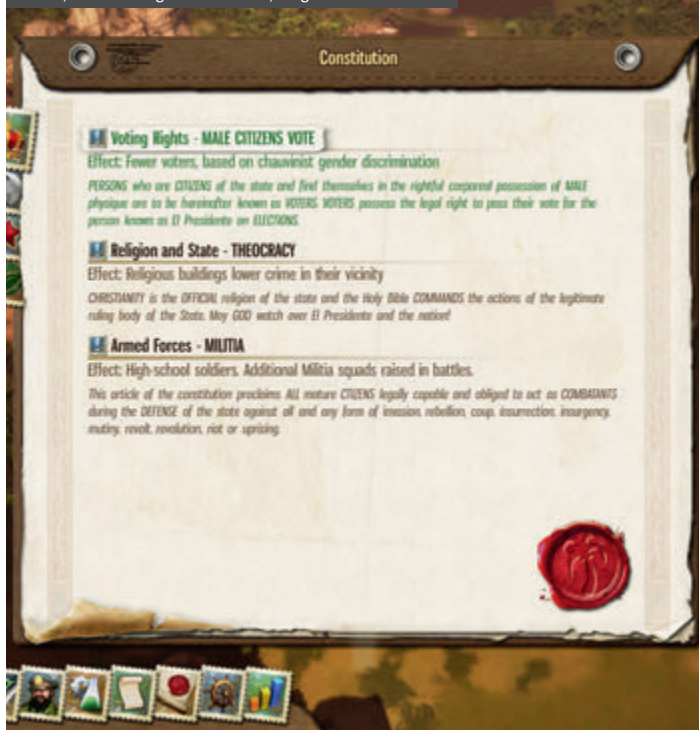 Constitution
Voting Rights - MALE CITIZENS VOTE
Effect: Fewer voters, based on chauvinist gender discrimination
PERSONS who are CITIZENS of the state and find themselves in the rightful corporeal possession of MALE
physique are to be hereinafter known as VOTERS. VOTERS possess the legal right to pass their vote for the
person known as El Presidente on ELECTIONS.
Religion and State - THEOCRACY
Effect: Religious buildings lower crime in their vicinity
CHRISTIANITY is the OFFICIAL religion of the state and the Holy Bible COMMANDS the actions of the legitimate
ruling body of the State. May GOD watch over El Presidente and the nation!
Armed Forces - MILITIA
Effect: High-school soldiers. Additional Militia squads raised in battles.
This article of the constitution proclaims ALL mature CITIZENS legally capable and obliged to act as COMBATANTS
during the DEFENSE of the state against all and any form of invasion, rebellion, coup, insurrection, insurgency,
mutiny, revolt, revolution, riot or uprising.